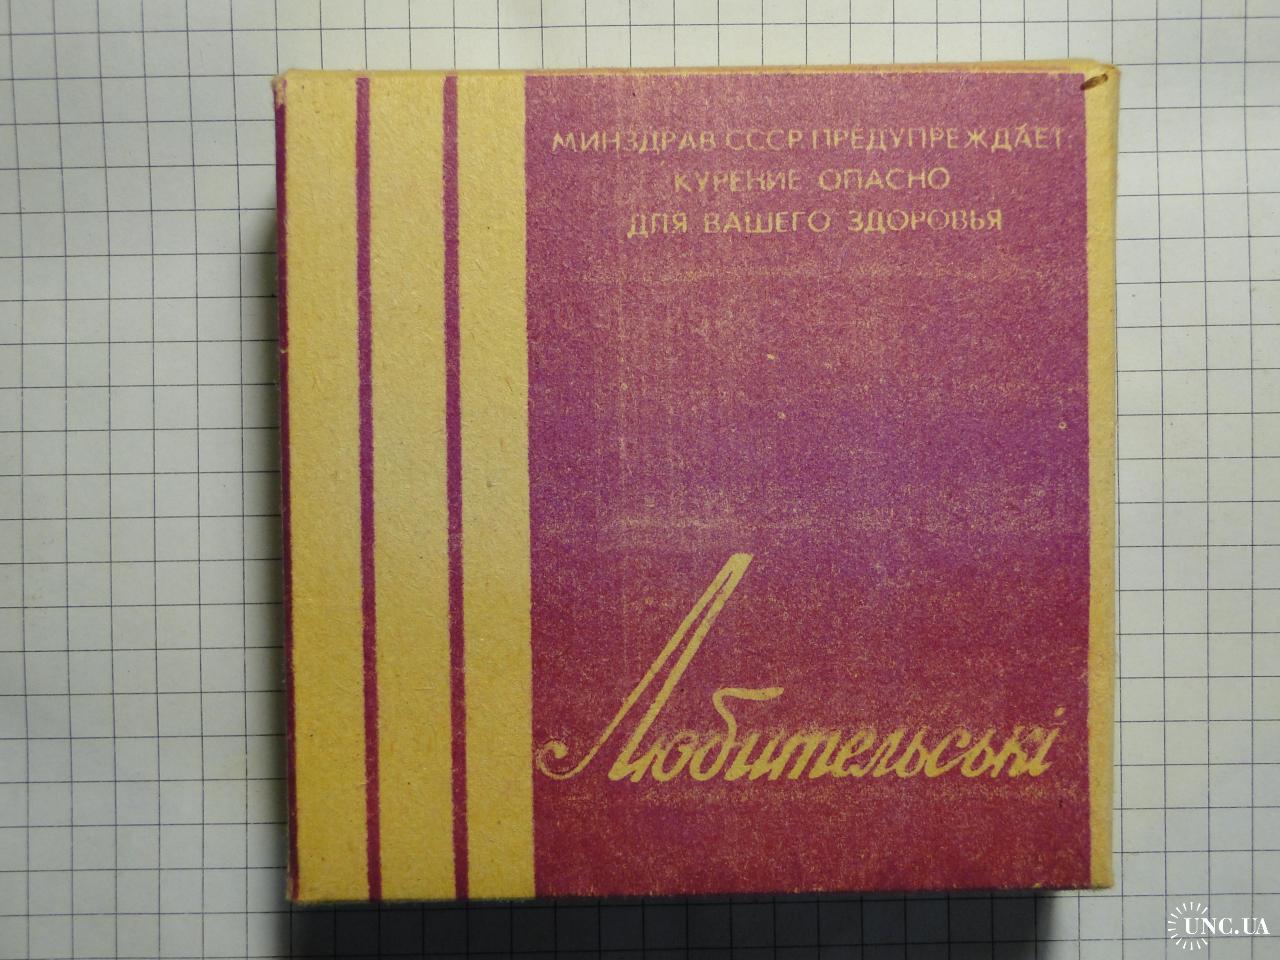 МИНЗДРАВ СССР ПРЕДУПРЕЖДАЕТ
КУРЕНИЕ ОПАСНО
ДЛЯ ВАШЕГО ЗДОРОВЬЯ
Любительські
UNC.UA